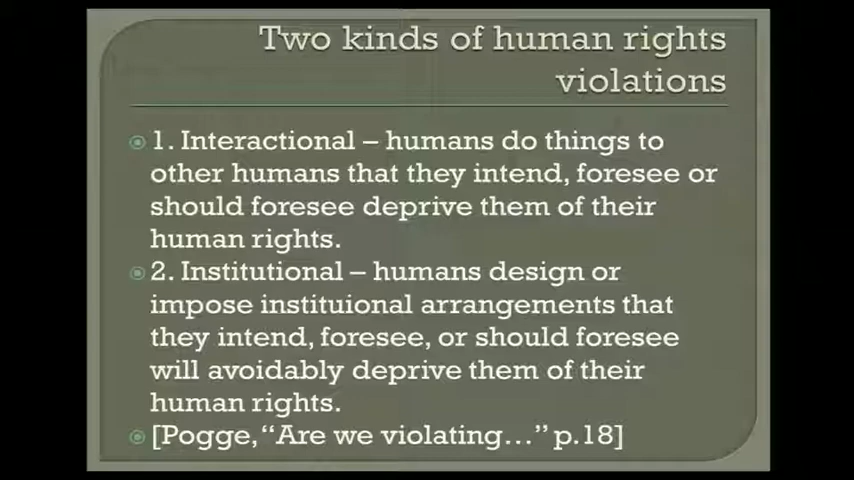 Two kinds of human rights
violations
1. Interactional – humans do things to
other humans that they intend, foresee or
should foresee deprive them of their
human rights.
2. Institutional – humans design or
impose instituional arrangements that
they intend, foresee, or should foresee
will avoidably deprive them of their
human rights.
[Pogge, “Are we violating…” p.18]